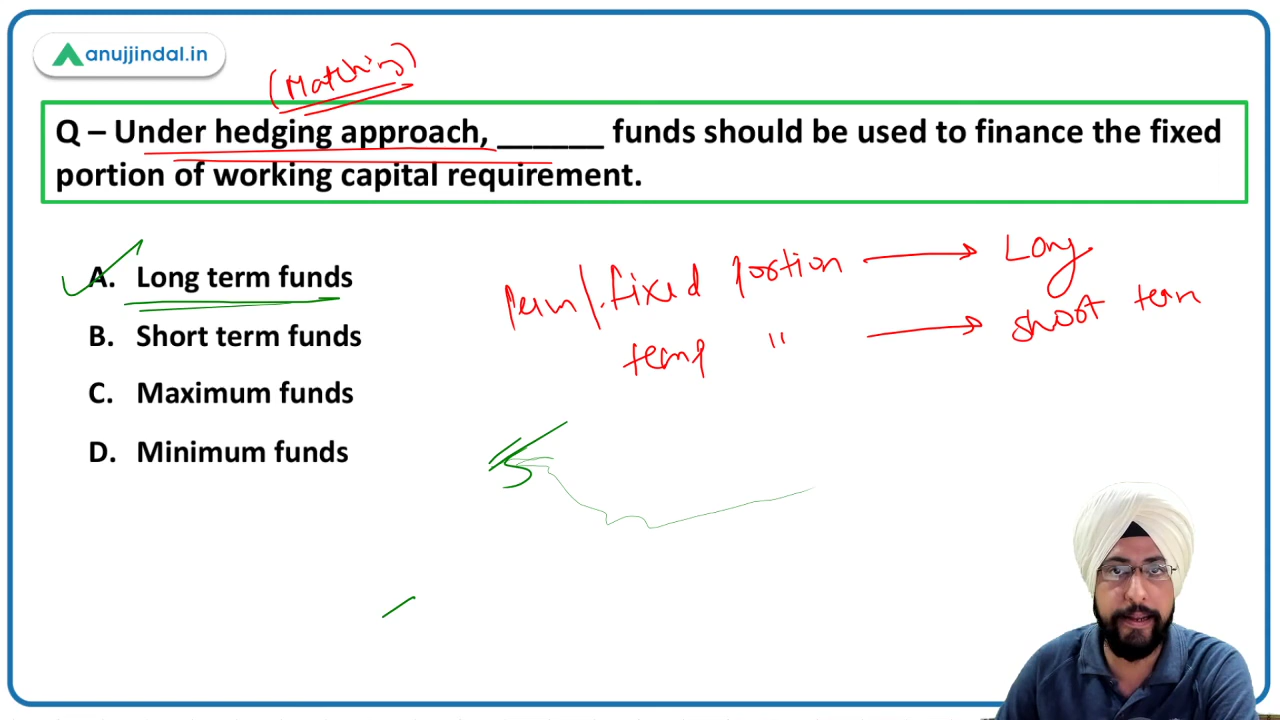 anujjindal.in
(Matching)
Q – Under hedging approach, ______ funds should be used to finance the fixed
portion of working capital requirement.
A. Long term funds
B. Short term funds
C. Maximum funds
D. Minimum funds
Perm/.fixed portion → Long
temp " → short term